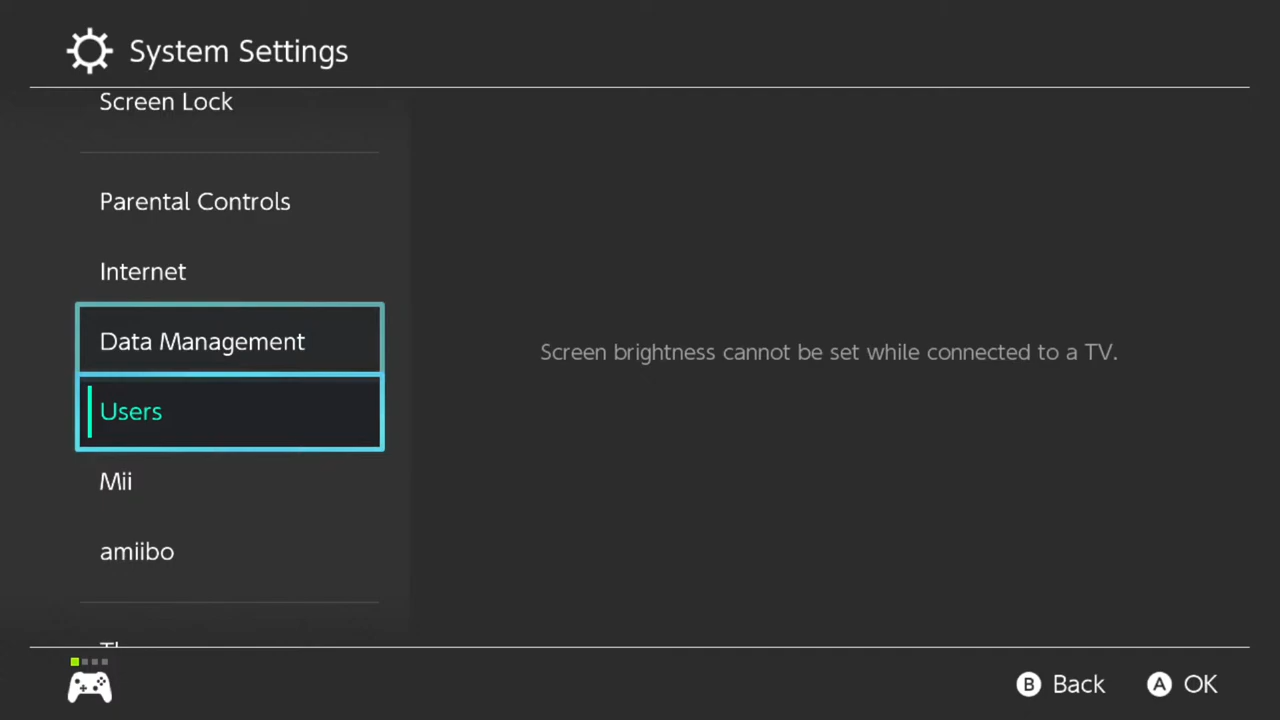 System Settings
Screen Lock
Parental Controls
Internet
Data Management
Screen brightness cannot be set while connected to a TV.
Users
Mii
amiibo
B Back
A OK